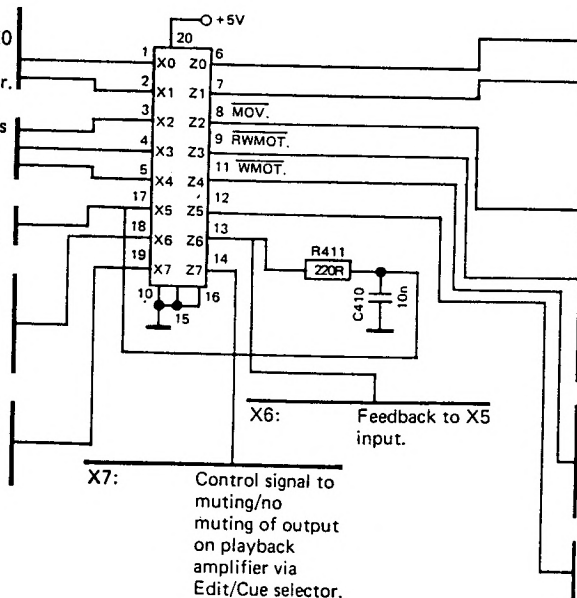 +5V
20
0
1 X0 Z0 6
r. 2 X1 Z1 7
s 3 X2 Z2 8 MOV.
4 X3 Z3 9 RWMOT.
5 X4 Z4 11 WMOT.
17 X5 Z5 12
18 X6 Z6 13
19 X7 Z7 14
10 15 16
R411
220R
C410
10n
X6: Feedback to X5
input.
X7: Control signal to
muting/no
muting of output
on playback
amplifier via
Edit/Cue selector.